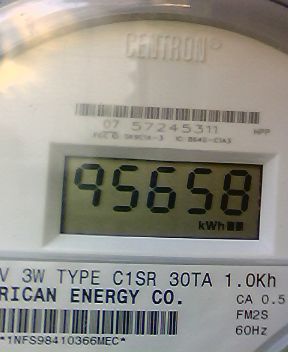 CENTRON®
07 57245311 HPP
95658
kWh
V 3W TYPE C1SR 30TA 1.0Kh
RICAN ENERGY CO. CA 0.5
FM2S
*1NFS98410366MEC* 60Hz